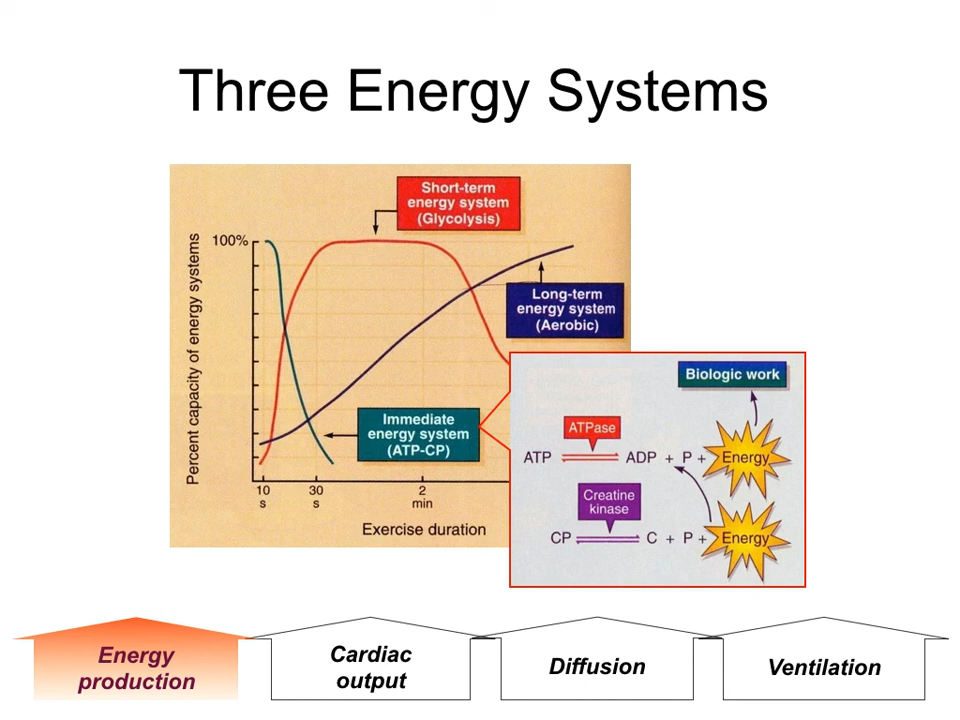 Three Energy Systems
Short-term
energy system
(Glycolysis)
100%
Percent capacity of energy systems
Long-term
energy system
(Aerobic)
Immediate
energy system
(ATP-CP)
10
s
30
s
2
min
Exercise duration
Biologic work
ATPase
ATP
ADP + P +
Energy
Creatine
kinase
CP
C + P +
Energy
Energy
production
Cardiac
output
Diffusion
Ventilation